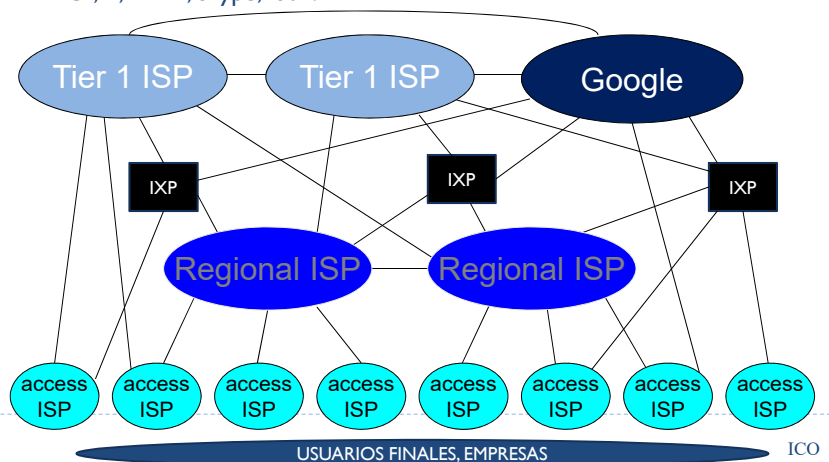 Tier 1 ISP
Tier 1 ISP
Google
IXP
IXP
IXP
Regional ISP
Regional ISP
access
ISP
access
ISP
access
ISP
access
ISP
access
ISP
access
ISP
access
ISP
access
ISP
USUARIOS FINALES, EMPRESAS
ICO